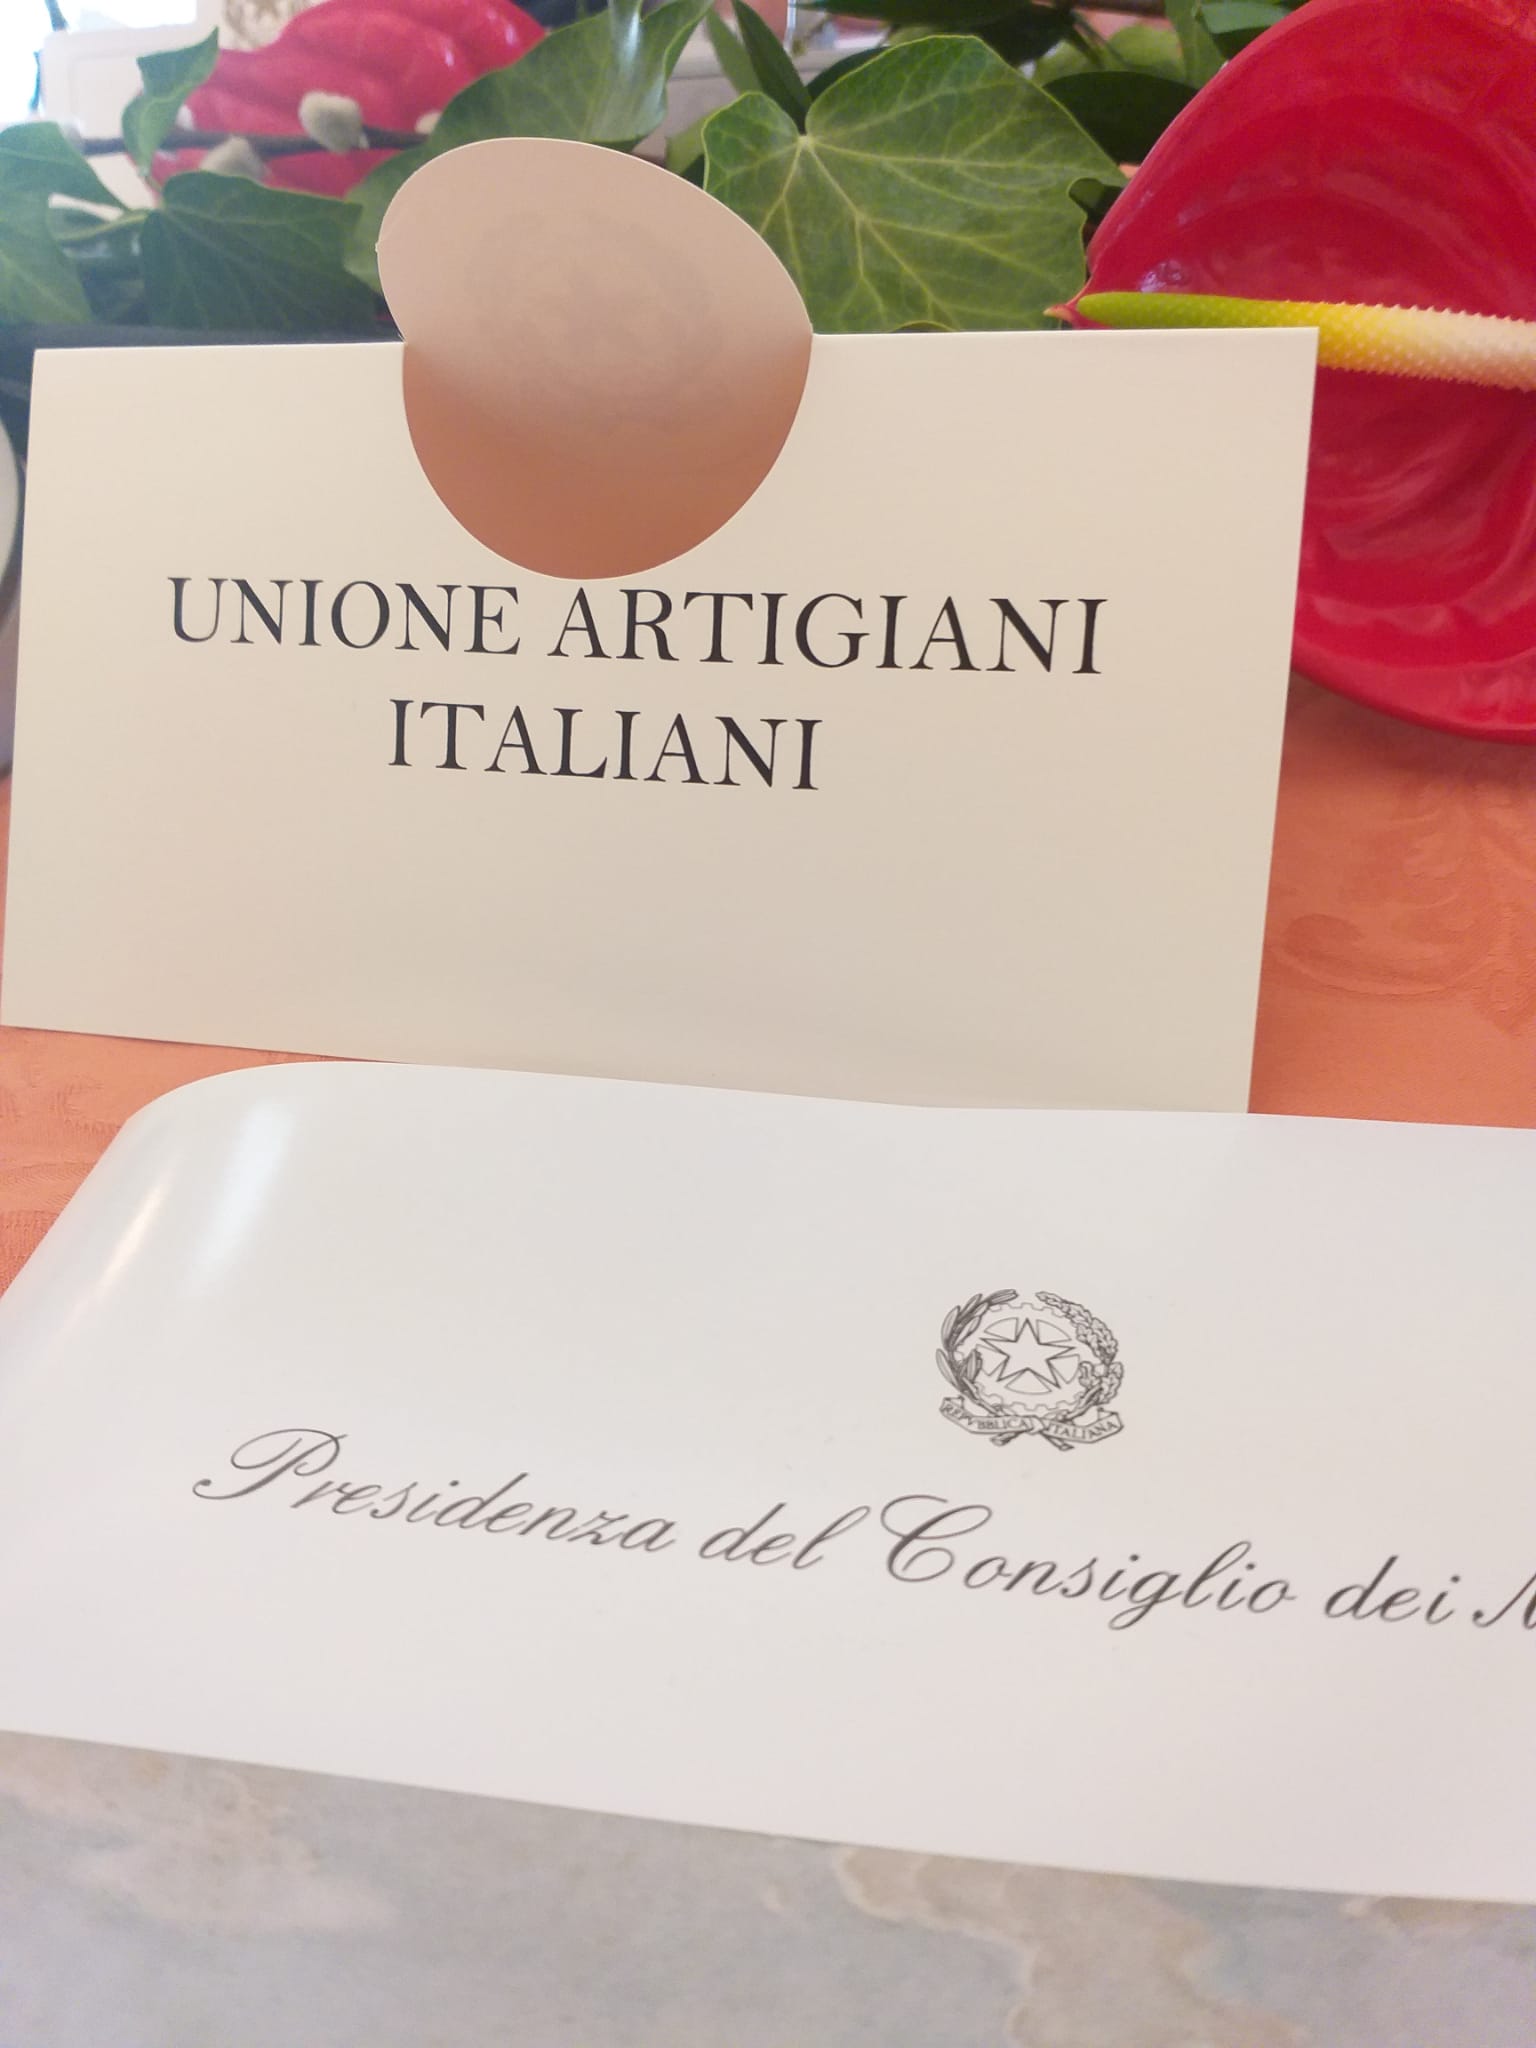 UNIONE ARTIGIANI
ITALIANI
REPVBBLICA ITALIANA
Presidenza del Consiglio dei